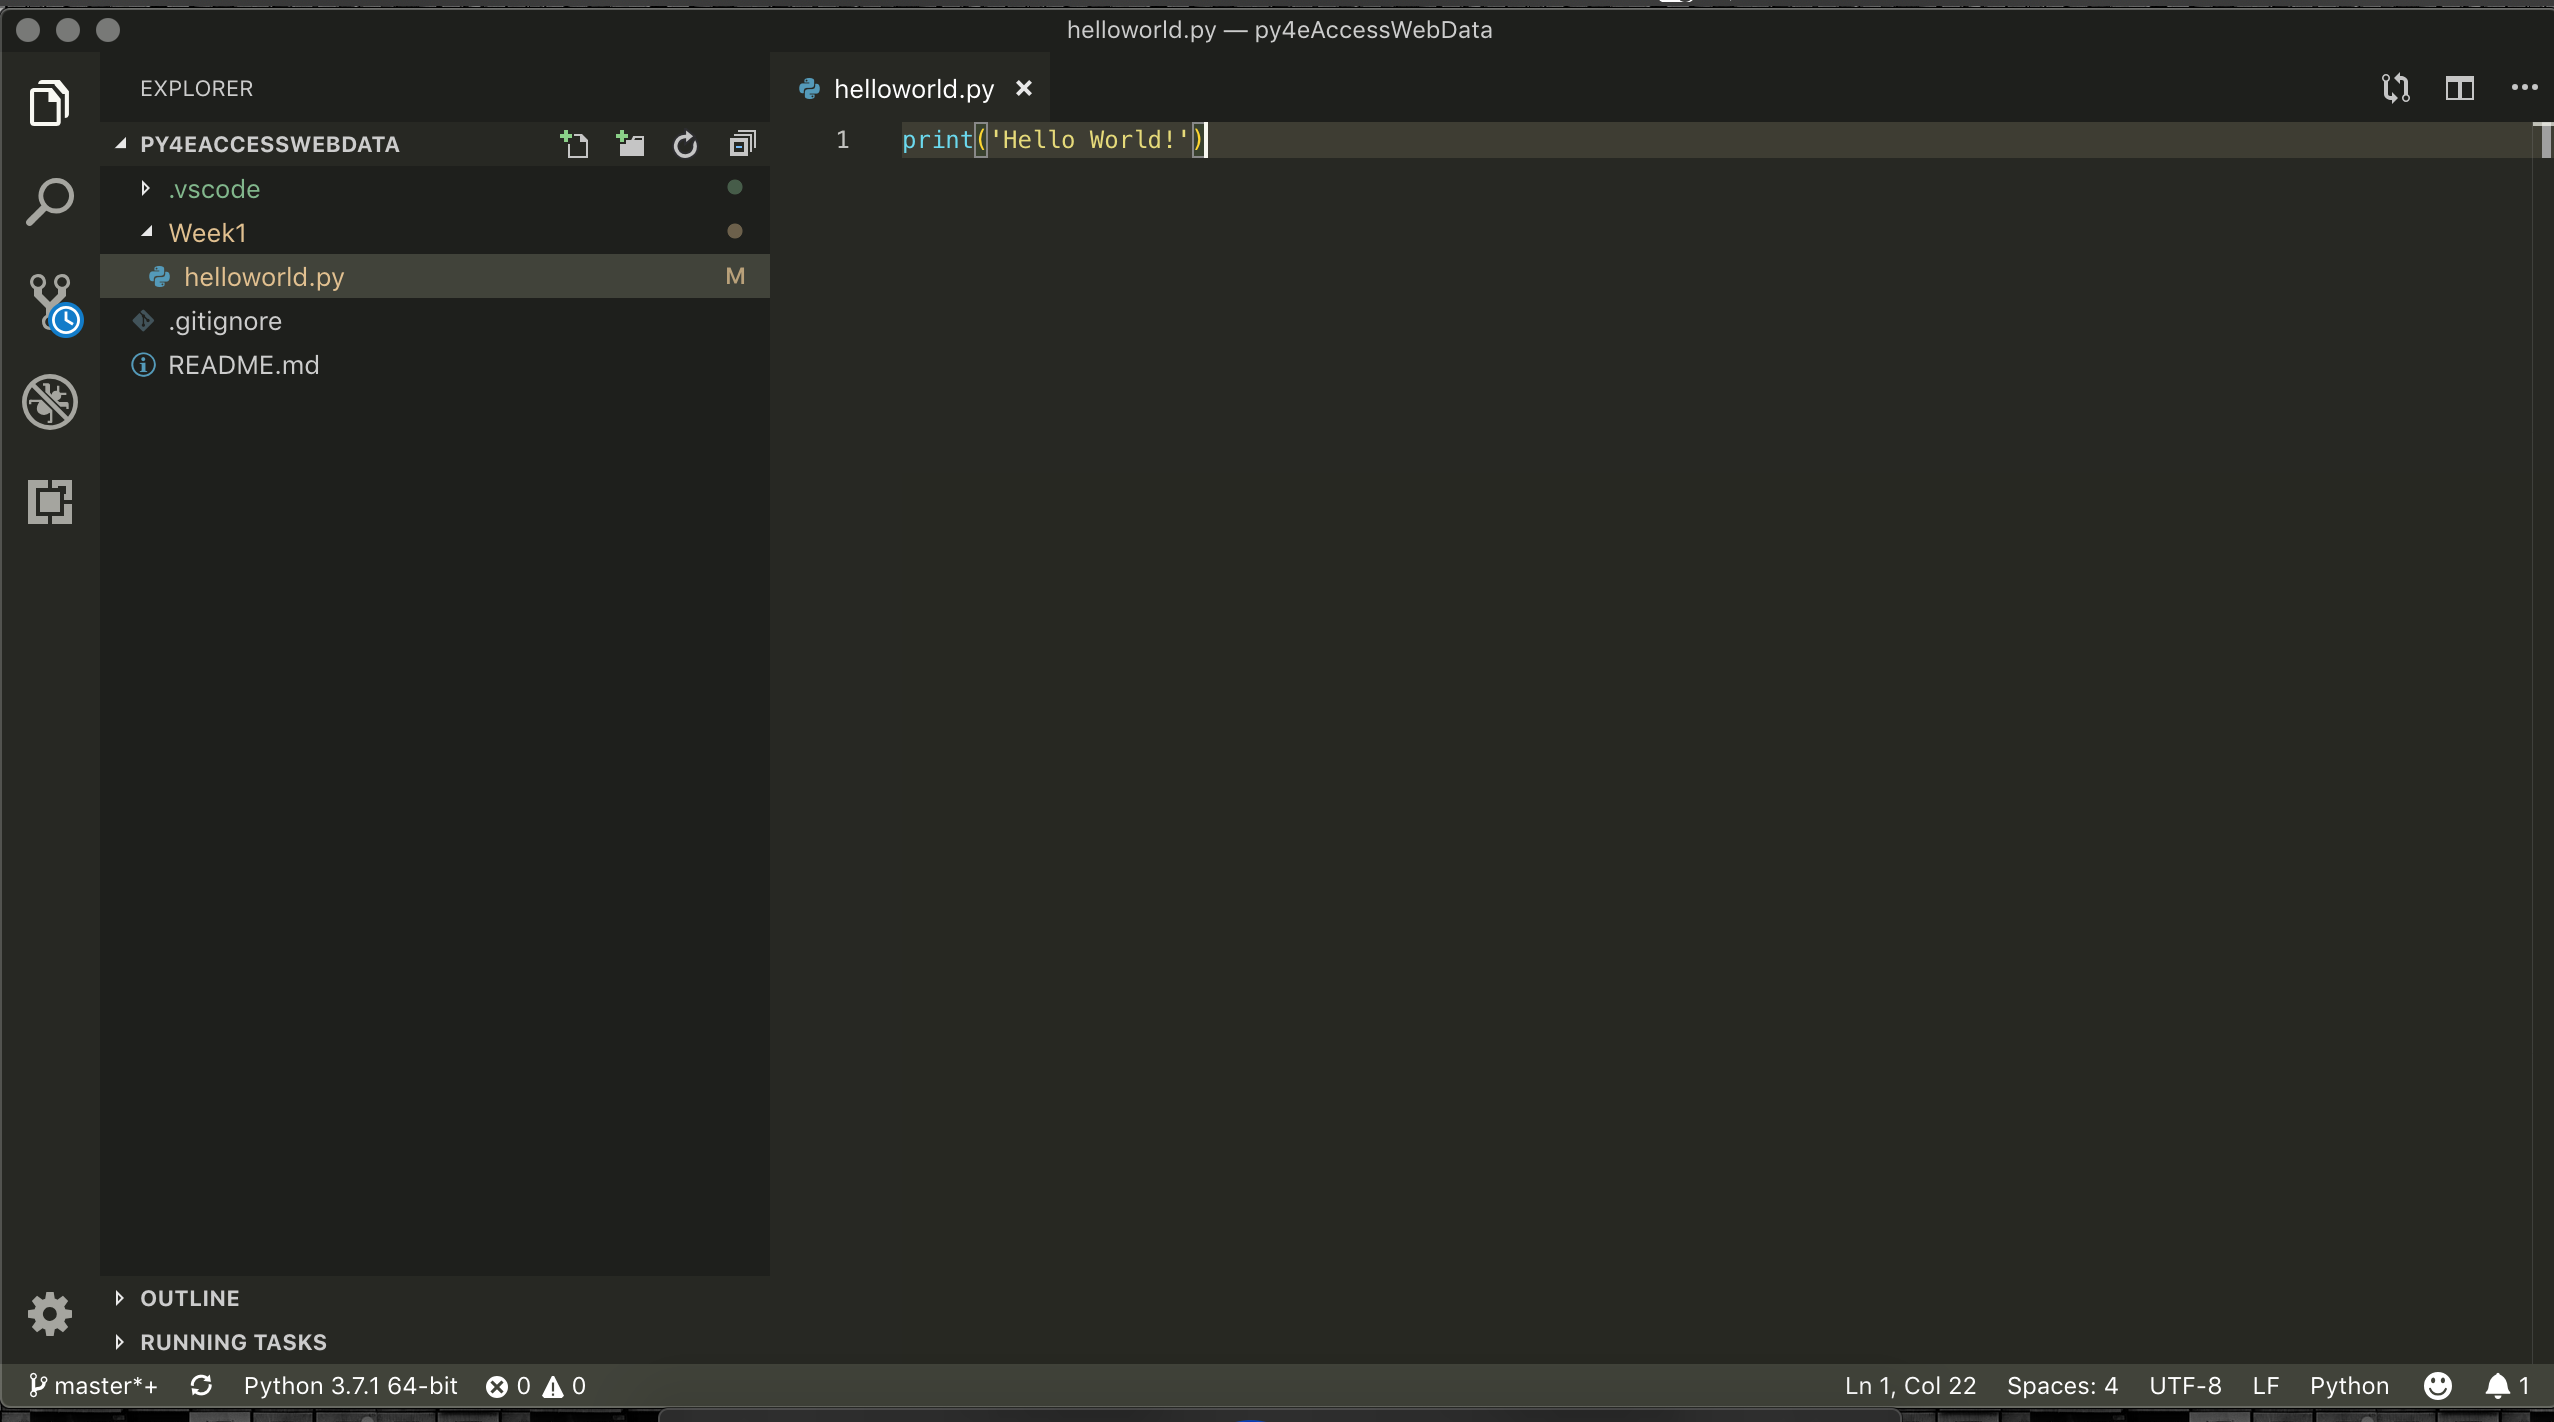 helloworld.py — py4eAccessWebData
EXPLORER
helloworld.py
PY4EACCESSWEBDATA
1 print('Hello World!')
.vscode
Week1
helloworld.py M
.gitignore
README.md
OUTLINE
RUNNING TASKS
master*+ Python 3.7.1 64-bit 0 0 Ln 1, Col 22 Spaces: 4 UTF-8 LF Python 1